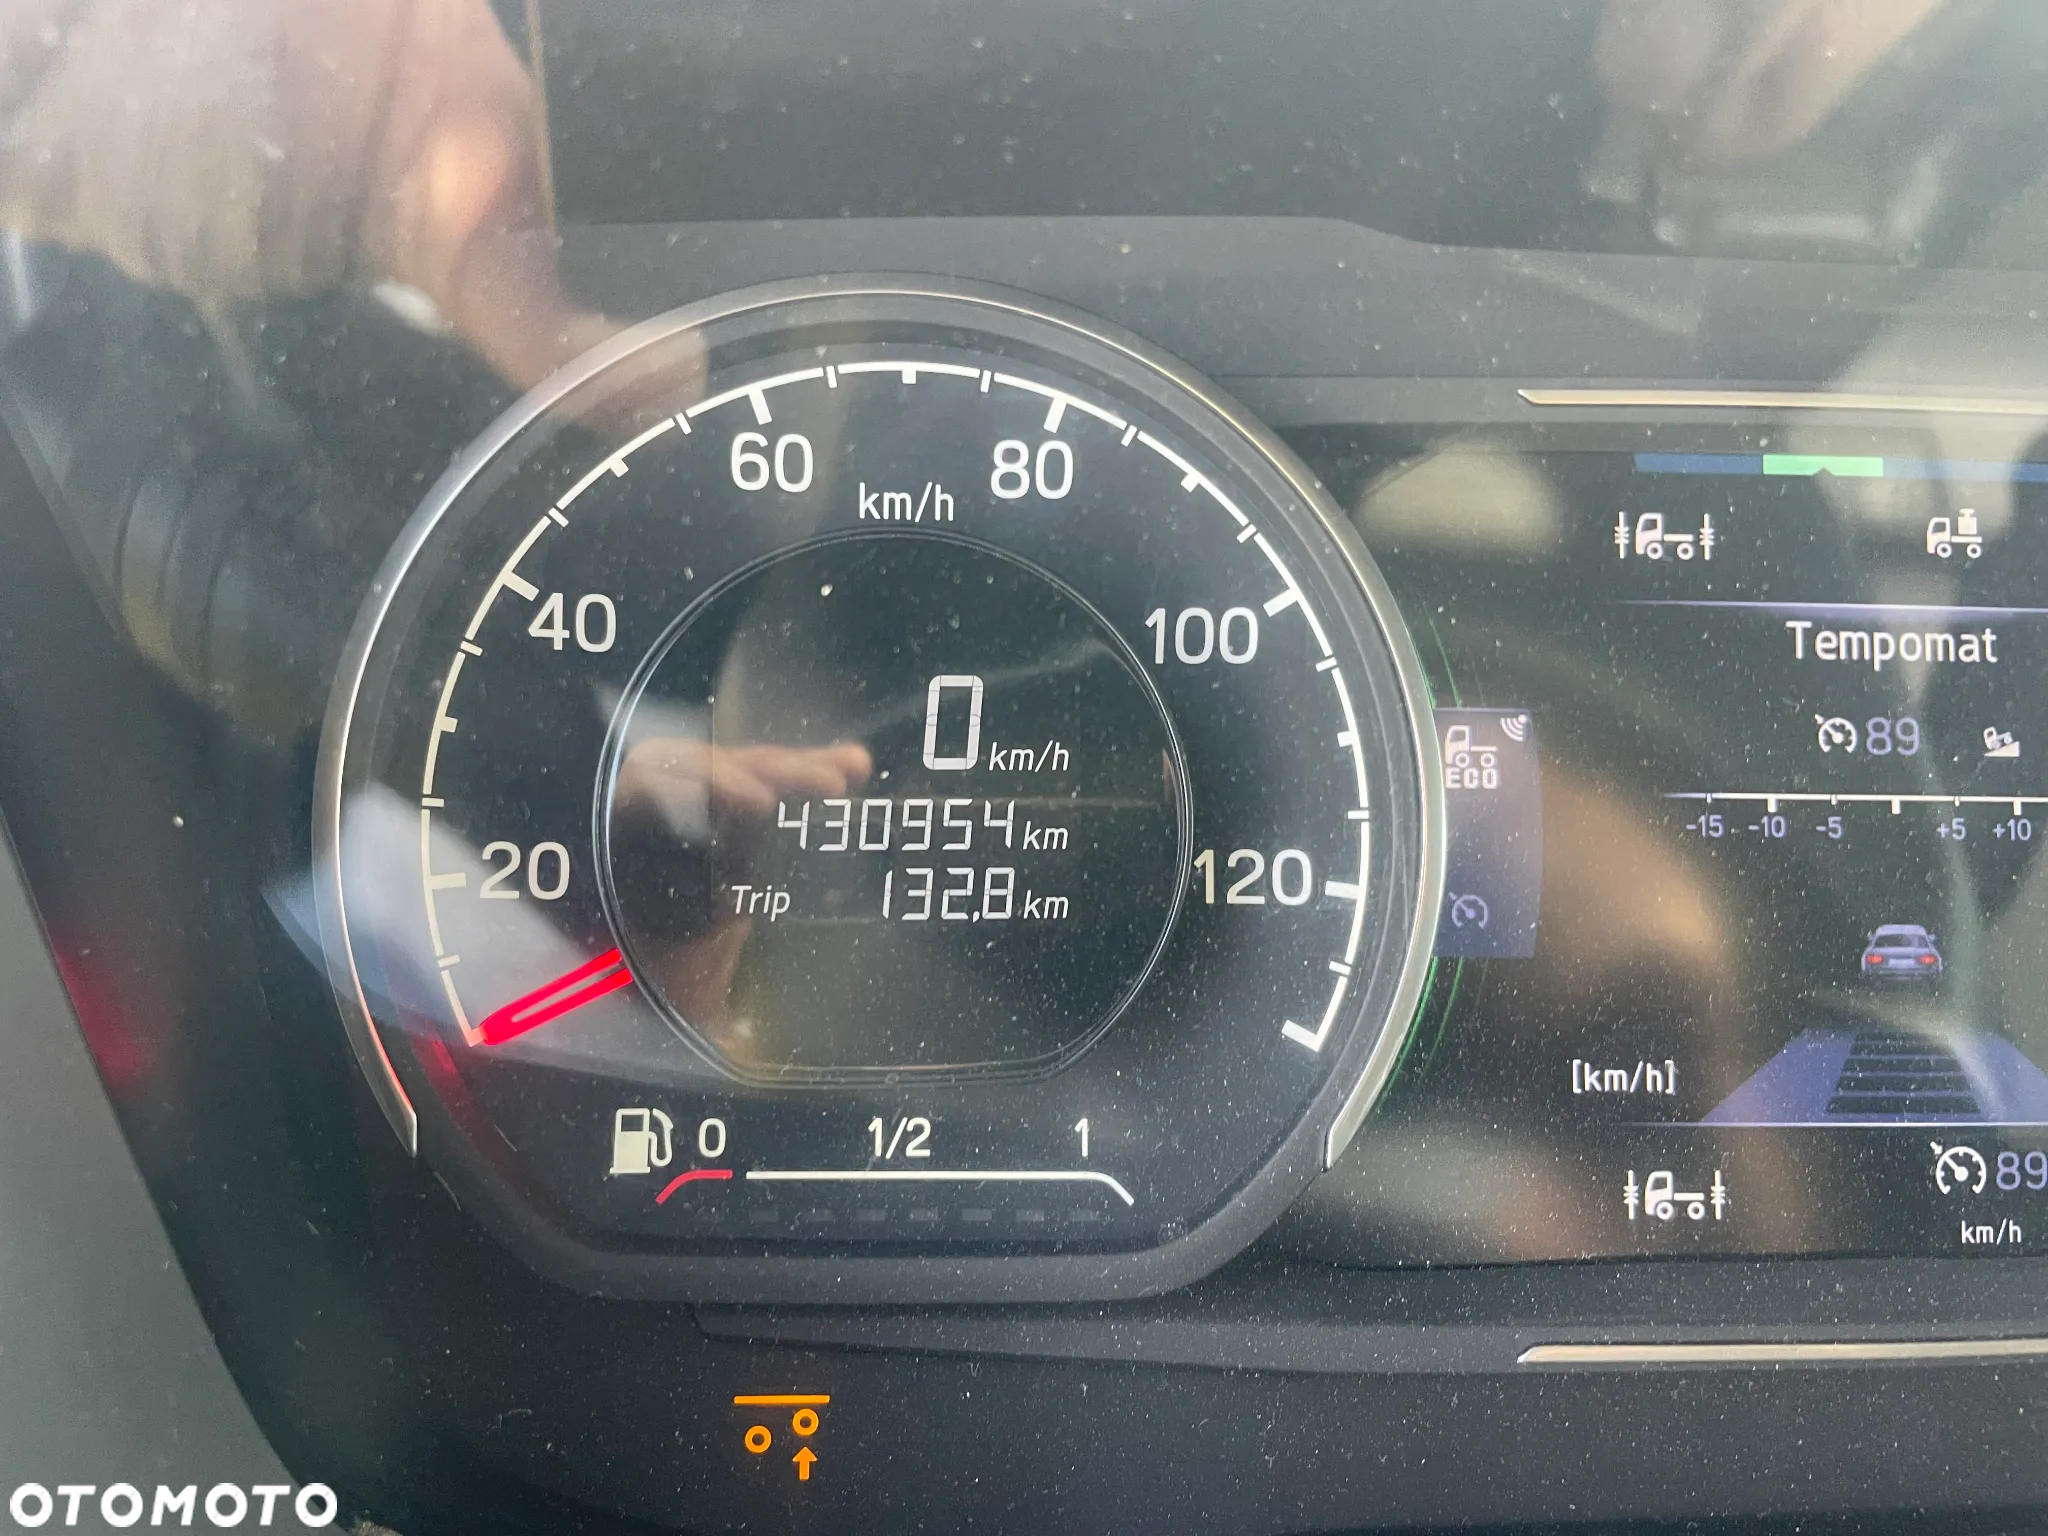 60
km/h
80
40
100
0 km/h
430954 km
20
120
Trip 132,8 km
0 1/2 1
Tempomat
89
ECO
-15 -10 -5 +5 +10
[km/h]
89
km/h
OTOMOTO